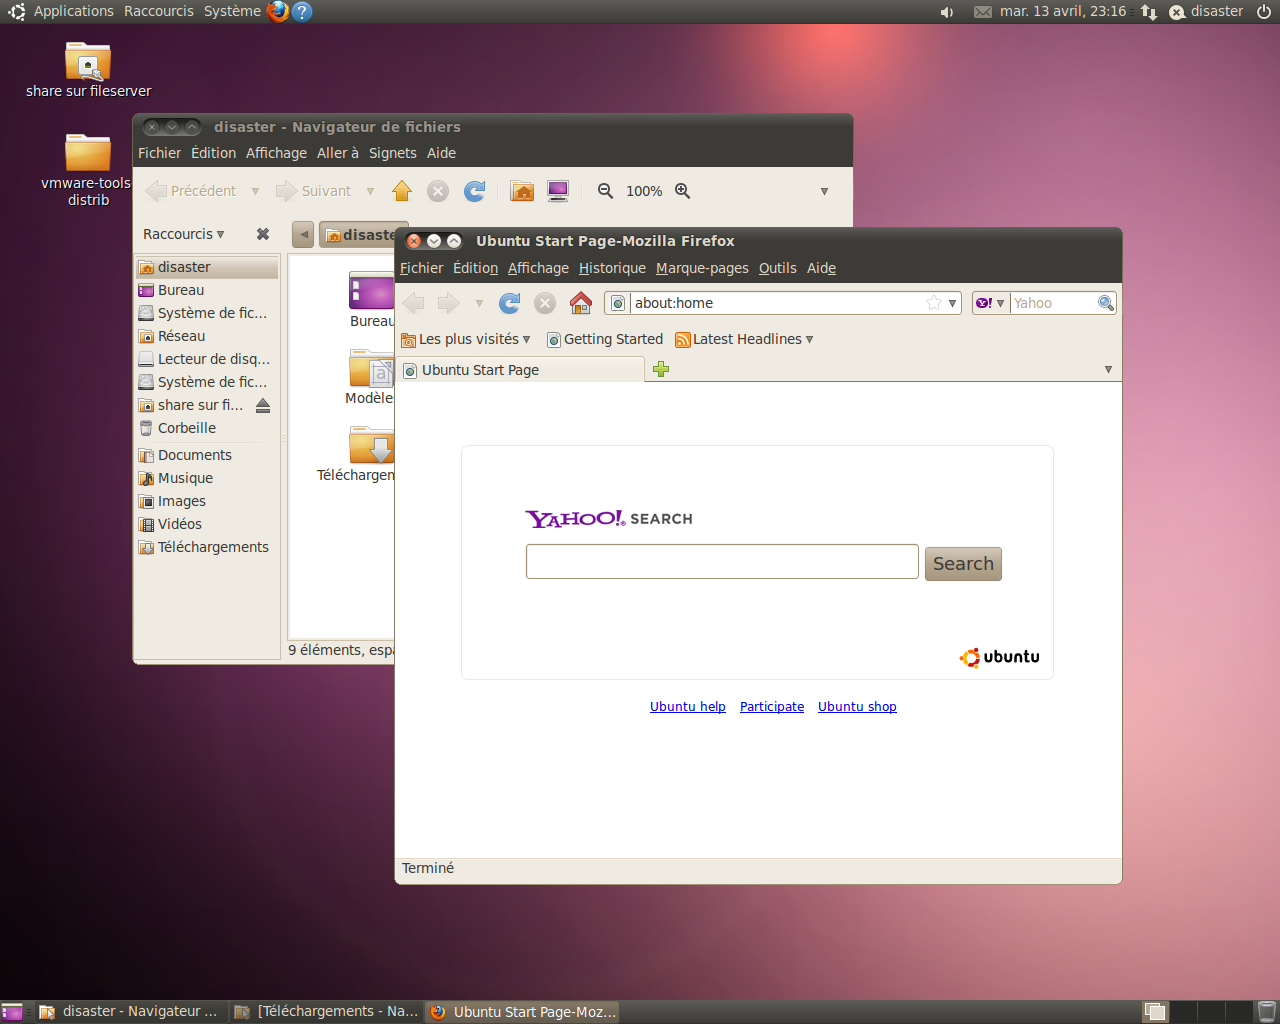 Applications Raccourcis Système
mar. 13 avril, 23:16 disaster
share sur fileserver
vmware-tools-
distrib
disaster - Navigateur de fichiers
Fichier Édition Affichage Aller à Signets Aide
Précédent Suivant 100%
Raccourcis
disaste
disaster
Bureau
Système de fic...
Réseau
Lecteur de disq...
Système de fic...
share sur fi...
Corbeille
Documents
Musique
Images
Vidéos
Téléchargements
Bureau
Modèle
Téléchargen
9 éléments, espa
Ubuntu Start Page-Mozilla Firefox
Fichier Édition Affichage Historique Marque-pages Outils Aide
about:home
Y! Yahoo
Les plus visités Getting Started Latest Headlines
Ubuntu Start Page
YAHOO!® SEARCH
Search
ubuntu
Ubuntu help Participate Ubuntu shop
Terminé
disaster - Navigateur ...
[Téléchargements - Na...
Ubuntu Start Page-Moz...